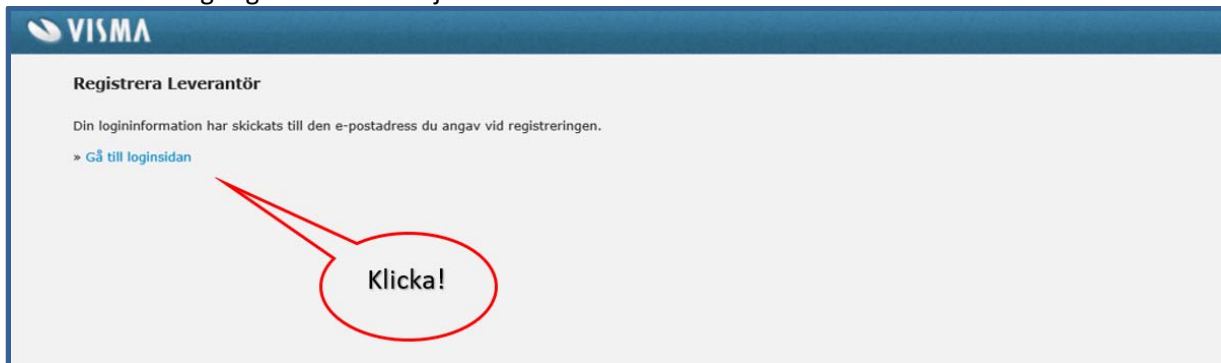 VISMA
Registrera Leverantör
Din logininformation har skickats till den e-postadress du angav vid registreringen.
» Gå till loginsidan
Klicka!